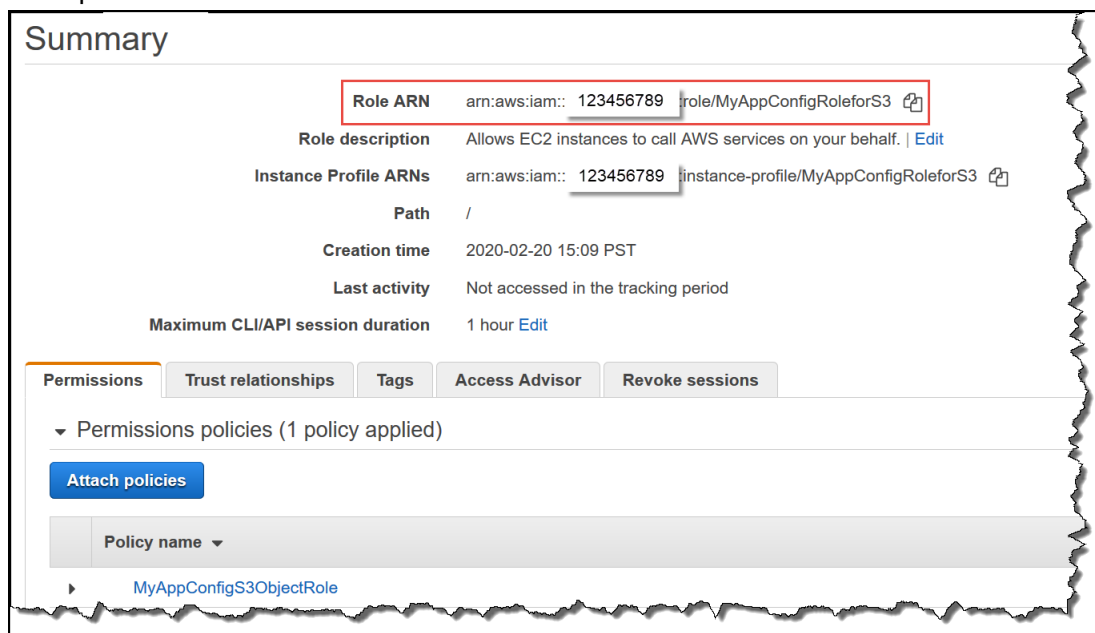 Summary
Role ARN arn:aws:iam:: 123456789 :role/MyAppConfigRoleforS3
Role description Allows EC2 instances to call AWS services on your behalf. | Edit
Instance Profile ARNs arn:aws:iam:: 123456789 :instance-profile/MyAppConfigRoleforS3
Path /
Creation time 2020-02-20 15:09 PST
Last activity Not accessed in the tracking period
Maximum CLI/API session duration 1 hour Edit
Permissions Trust relationships Tags Access Advisor Revoke sessions
Permissions policies (1 policy applied)
Attach policies
Policy name
MyAppConfigS3ObjectRole